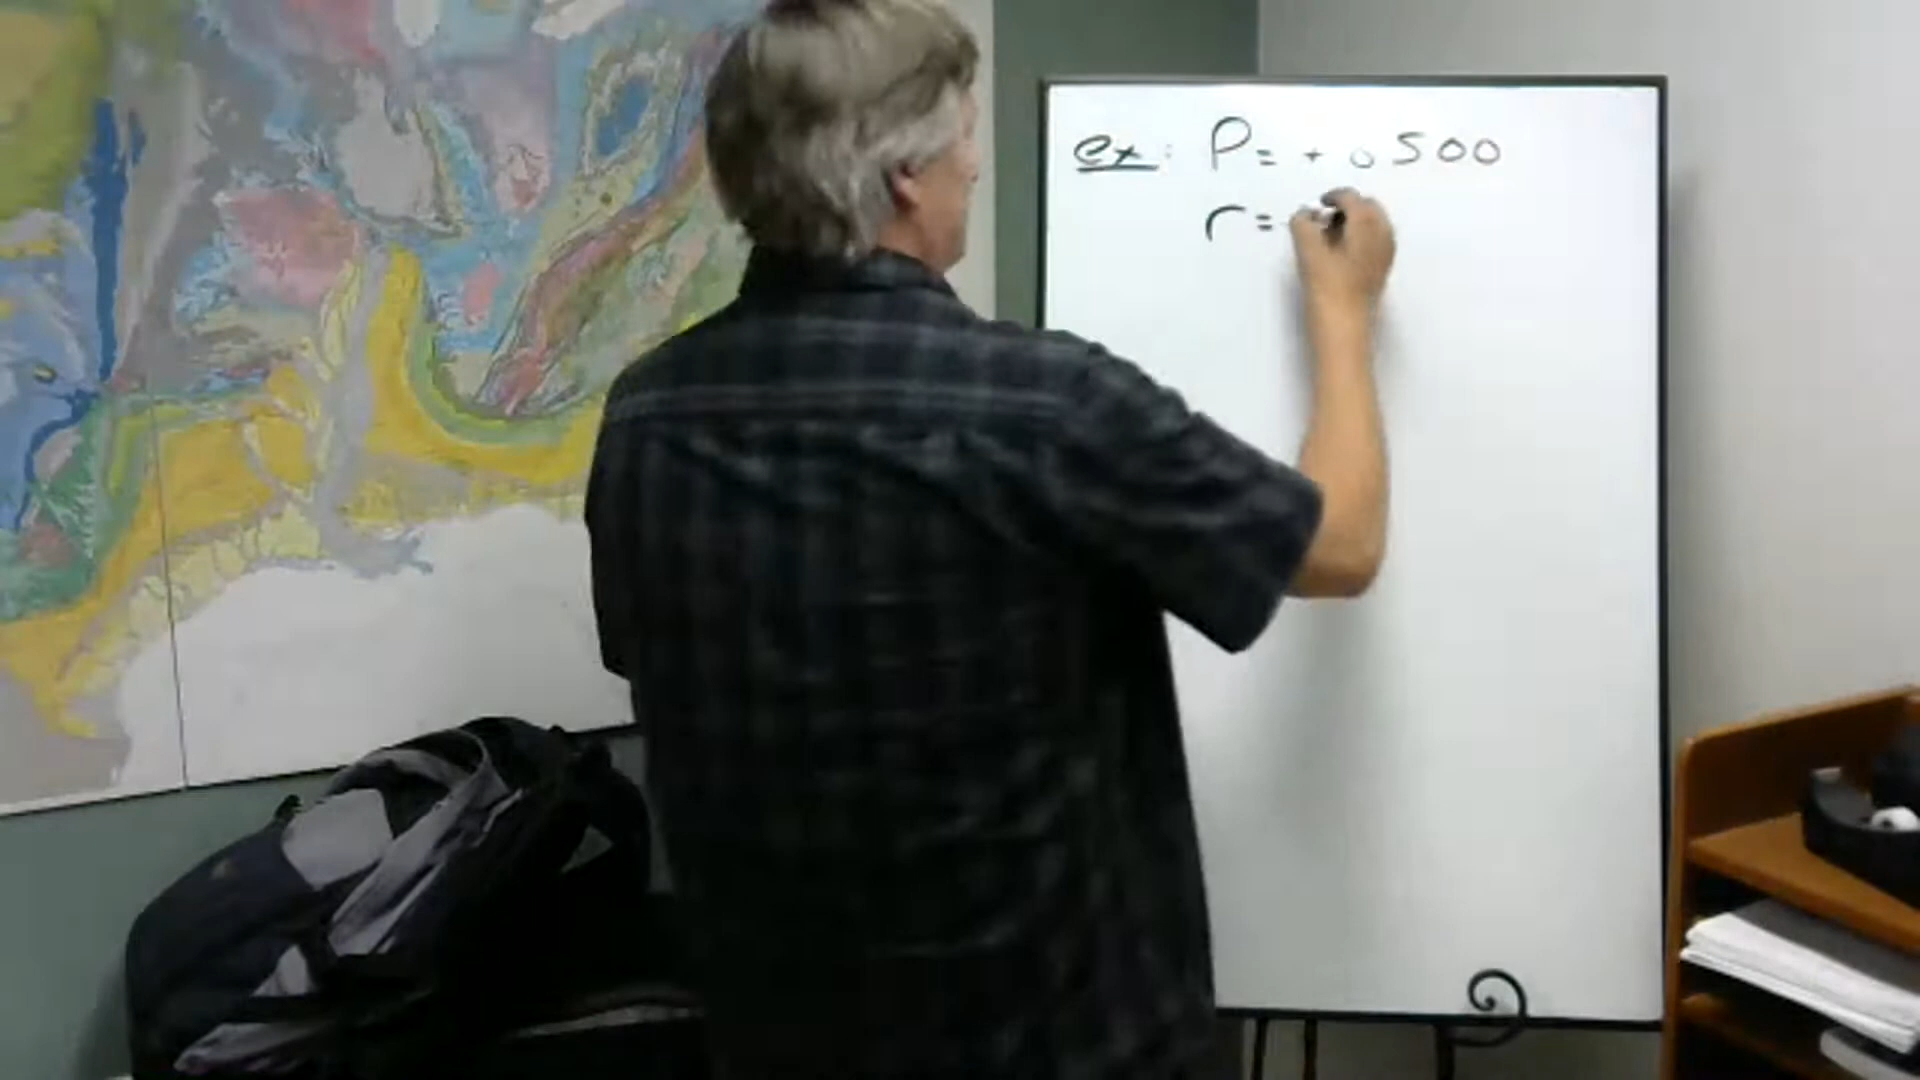 ex: P= + 0500
r=